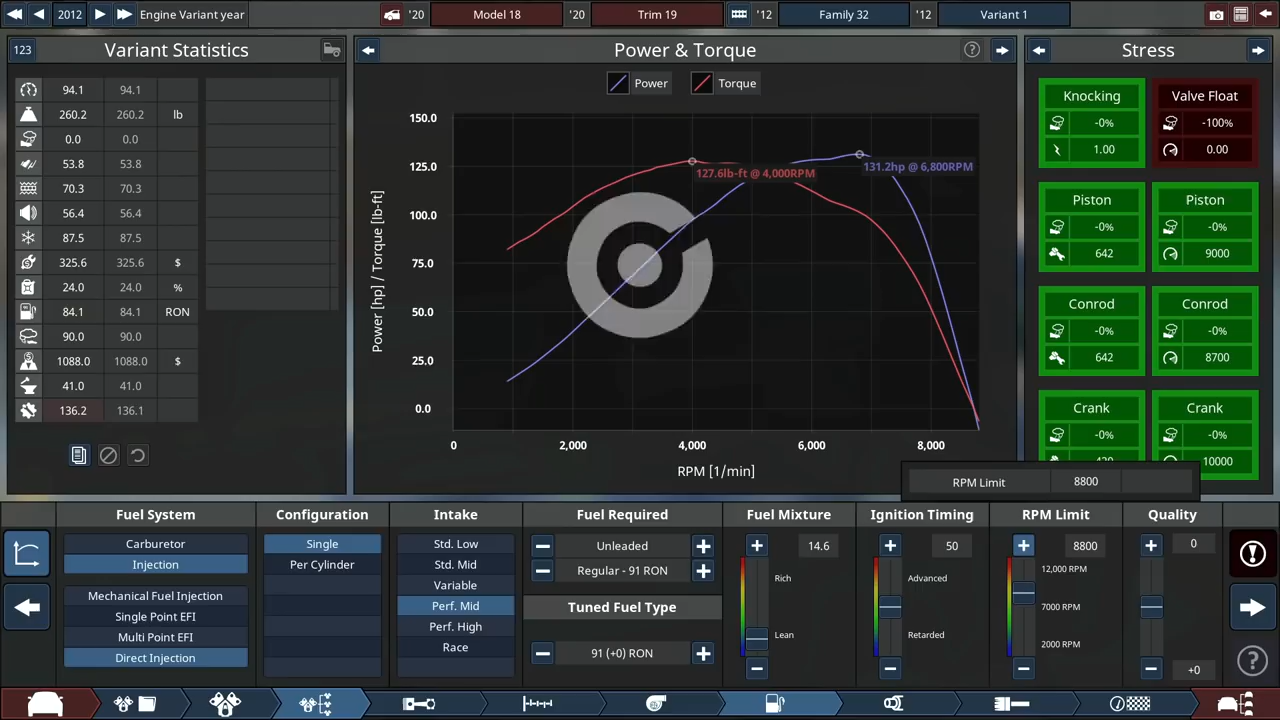 2012 Engine Variant year '20 Model 18 '20 Trim 19 '12 Family 32 '12 Variant 1
123 Variant Statistics
94.1 94.1
260.2 260.2 lb
0.0 0.0
53.8 53.8
70.3 70.3
56.4 56.4
87.5 87.5
325.6 325.6 $
24.0 24.0 %
84.1 84.1 RON
90.0 90.0
1088.0 1088.0 $
41.0 41.0
136.2 136.1
Power & Torque ?
Power Torque
Power [hp] / Torque [lb-ft]
150.0
125.0
100.0
75.0
50.0
25.0
0.0
127.6lb-ft @ 4,000RPM
131.2hp @ 6,800RPM
0 2,000 4,000 6,000 8,000
RPM [1/min]
Stress
Knocking Valve Float
-0% -100%
1.00 0.00
Piston Piston
-0% -0%
642 9000
Conrod Conrod
-0% -0%
642 8700
Crank Crank
-0% -0%
10000
RPM Limit 8800
Fuel System
Carburetor
Injection
Mechanical Fuel Injection
Single Point EFI
Multi Point EFI
Direct Injection
Configuration
Single
Per Cylinder
Intake
Std. Low
Std. Mid
Variable
Perf. Mid
Perf. High
Race
Fuel Required
Unleaded
Regular - 91 RON
Tuned Fuel Type
91 (+0) RON
Fuel Mixture
14.6
Rich
Lean
Ignition Timing
50
Advanced
Retarded
RPM Limit
8800
12,000 RPM
7000 RPM
2000 RPM
Quality
0
+0
?